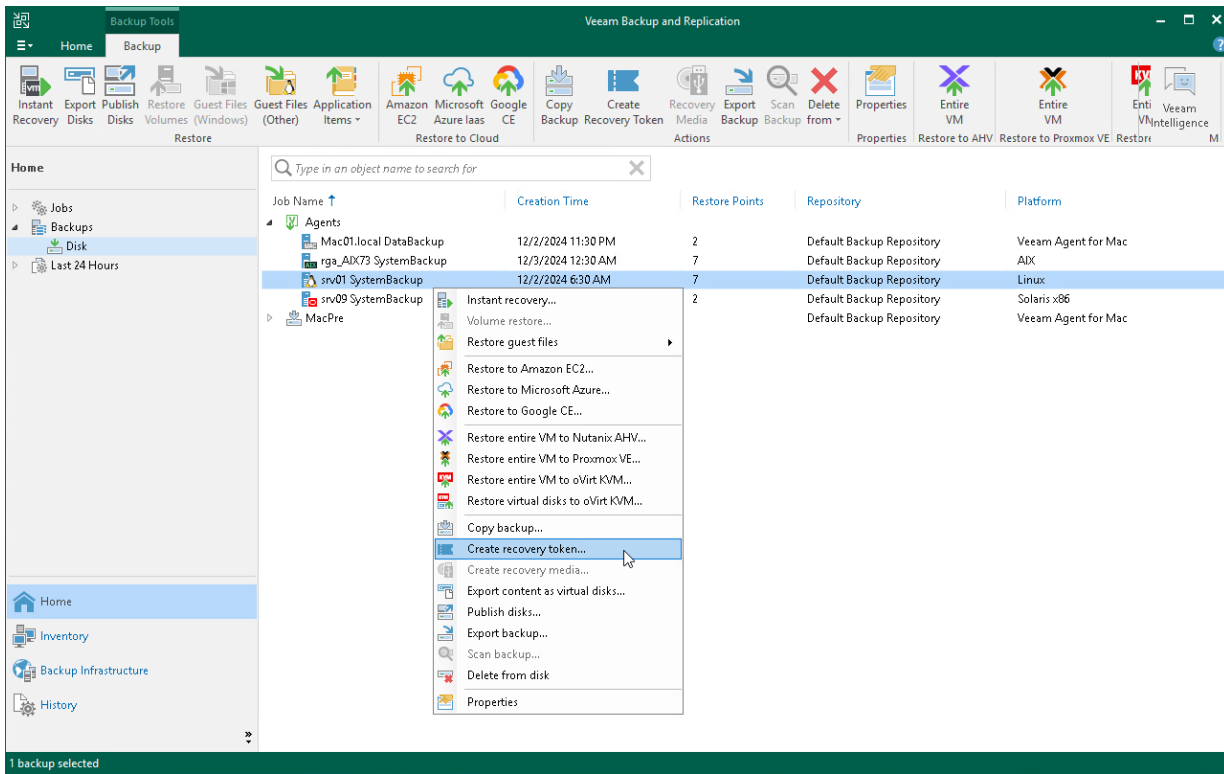 Backup Tools
Veeam Backup and Replication
Home Backup
Instant Recovery
Export Disks
Publish Disks
Restore Volumes
Guest Files (Windows)
Guest Files (Other)
Application Items
Amazon EC2
Microsoft Azure Iaas
Google CE
Copy Backup
Create Recovery Token
Recovery Media
Export Backup
Scan Backup
Delete from
Properties
Entire VM
Entire VM
Enti VM
Veeam Intelligence
Restore
Restore to Cloud
Actions
Properties
Restore to AHV
Restore to Proxmox VE
Restore
M
Home
Jobs
Backups
Disk
Last 24 Hours
Type in an object name to search for
Job Name Creation Time Restore Points Repository Platform
Agents
Mac01.local DataBackup 12/2/2024 11:30 PM 2 Default Backup Repository Veeam Agent for Mac
rga_AIX73 SystemBackup 12/3/2024 12:30 AM 7 Default Backup Repository AIX
srv01 SystemBackup 12/2/2024 6:30 AM 7 Default Backup Repository Linux
srv09 SystemBackup 2 Default Backup Repository Solaris x86
MacPre Default Backup Repository Veeam Agent for Mac
Instant recovery...
Volume restore...
Restore guest files
Restore to Amazon EC2...
Restore to Microsoft Azure...
Restore to Google CE...
Restore entire VM to Nutanix AHV...
Restore entire VM to Proxmox VE...
Restore entire VM to oVirt KVM...
Restore virtual disks to oVirt KVM...
Copy backup...
Create recovery token...
Create recovery media...
Export content as virtual disks...
Publish disks...
Export backup...
Scan backup...
Delete from disk
Properties
Home
Inventory
Backup Infrastructure
History
1 backup selected